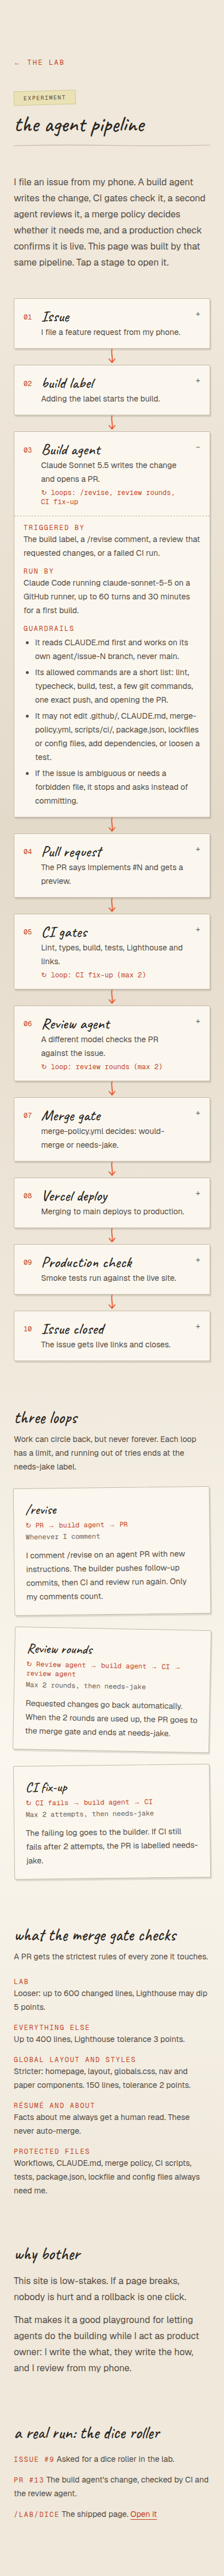 ← THE LAB
EXPERIMENT
the agent pipeline
I file an issue from my phone. A build agent
writes the change, CI gates check it, a second
agent reviews it, a merge policy decides
whether it needs me, and a production check
confirms it is live. This page was built by that
same pipeline. Tap a stage to open it.
01 Issue +
I file a feature request from my phone.
02 build label +
Adding the label starts the build.
03 Build agent −
Claude Sonnet 5.5 writes the change
and opens a PR.
↻ loops: /revise, review rounds,
CI fix-up
TRIGGERED BY
The build label, a /revise comment, a review that
requested changes, or a failed CI run.
RUN BY
Claude Code running claude-sonnet-5-5 on a
GitHub runner, up to 60 turns and 30 minutes
for a first build.
GUARDRAILS
• It reads CLAUDE.md first and works on its
own agent/issue-N branch, never main.
• Its allowed commands are a short list: lint,
typecheck, build, test, a few git commands,
one exact push, and opening the PR.
• It may not edit .github/, CLAUDE.md, merge-
policy.yml, scripts/ci/, package.json, lockfiles
or config files, add dependencies, or loosen a
test.
• If the issue is ambiguous or needs a
forbidden file, it stops and asks instead of
committing.
04 Pull request +
The PR says Implements #N and gets a
preview.
05 CI gates +
Lint, types, build, tests, Lighthouse and
links.
↻ loop: CI fix-up (max 2)
06 Review agent +
A different model checks the PR
against the issue.
↻ loop: review rounds (max 2)
07 Merge gate +
merge-policy.yml decides: would-
merge or needs-jake.
08 Vercel deploy +
Merging to main deploys to production.
09 Production check +
Smoke tests run against the live site.
10 Issue closed +
The issue gets live links and closes.
three loops
Work can circle back, but never forever. Each loop
has a limit, and running out of tries ends at the
needs-jake label.
/revise
↻ PR → build agent → PR
Whenever I comment
I comment /revise on an agent PR with new
instructions. The builder pushes follow-up
commits, then CI and review run again. Only
my comments count.
Review rounds
↻ Review agent → build agent → CI →
review agent
Max 2 rounds, then needs-jake
Requested changes go back automatically.
When the 2 rounds are used up, the PR goes to
the merge gate and ends at needs-jake.
CI fix-up
↻ CI fails → build agent → CI
Max 2 attempts, then needs-jake
The failing log goes to the builder. If CI still
fails after 2 attempts, the PR is labelled needs-
jake.
what the merge gate checks
A PR gets the strictest rules of every zone it touches.
LAB
Looser: up to 600 changed lines, Lighthouse may dip
5 points.
EVERYTHING ELSE
Up to 400 lines, Lighthouse tolerance 3 points.
GLOBAL LAYOUT AND STYLES
Stricter: homepage, layout, globals.css, nav and
paper components. 150 lines, tolerance 2 points.
RÉSUMÉ AND ABOUT
Facts about me always get a human read. These
never auto-merge.
PROTECTED FILES
Workflows, CLAUDE.md, merge policy, CI scripts,
tests, package.json, lockfile and config files always
need me.
why bother
This site is low-stakes. If a page breaks,
nobody is hurt and a rollback is one click.
That makes it a good playground for letting
agents do the building while I act as product
owner: I write the what, they write the how,
and I review from my phone.
a real run: the dice roller
ISSUE #9 Asked for a dice roller in the lab.
PR #13 The build agent's change, checked by CI and
the review agent.
/LAB/DICE The shipped page. Open it